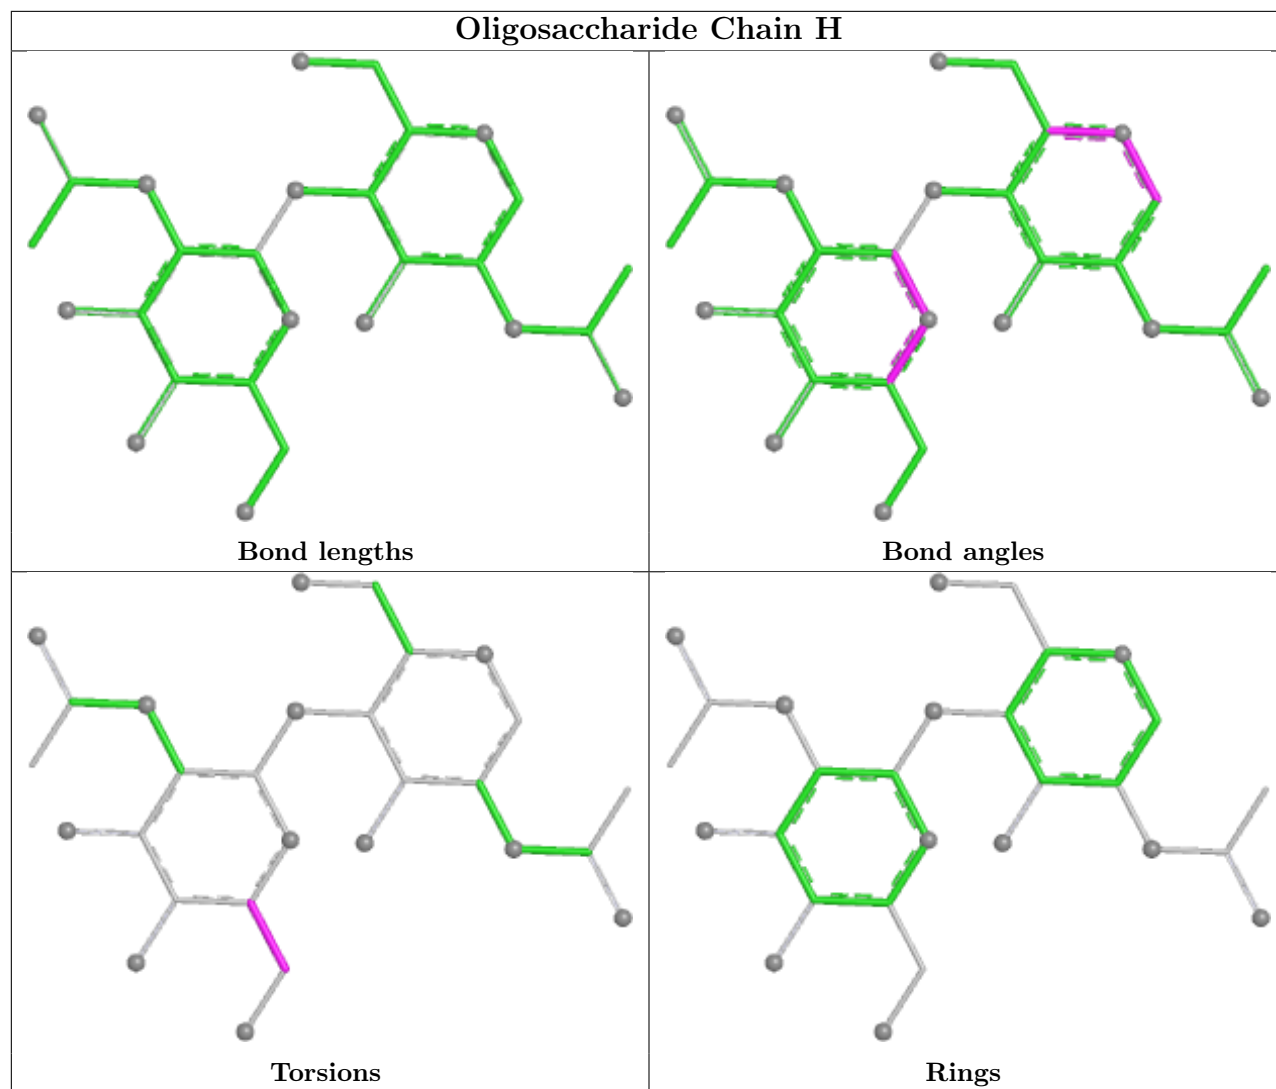 Oligosaccharide Chain H
Bond lengths
Bond angles
Torsions
Rings